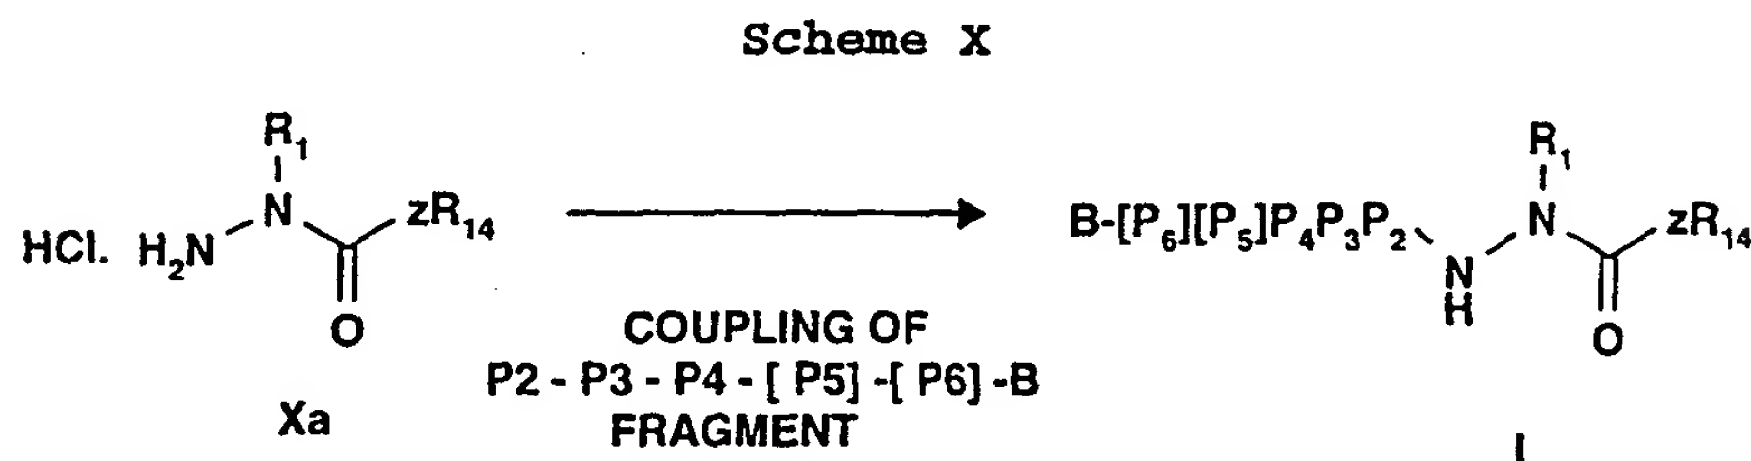 Scheme X
R₁
N
zR₁₄
HCl. H₂N
O
Xa
COUPLING OF
P2 - P3 - P4 - [ P5] -[ P6] -B
FRAGMENT
R₁
B-[P₆][P₅]P₄P₃P₂
N
zR₁₄
N
H
O
I